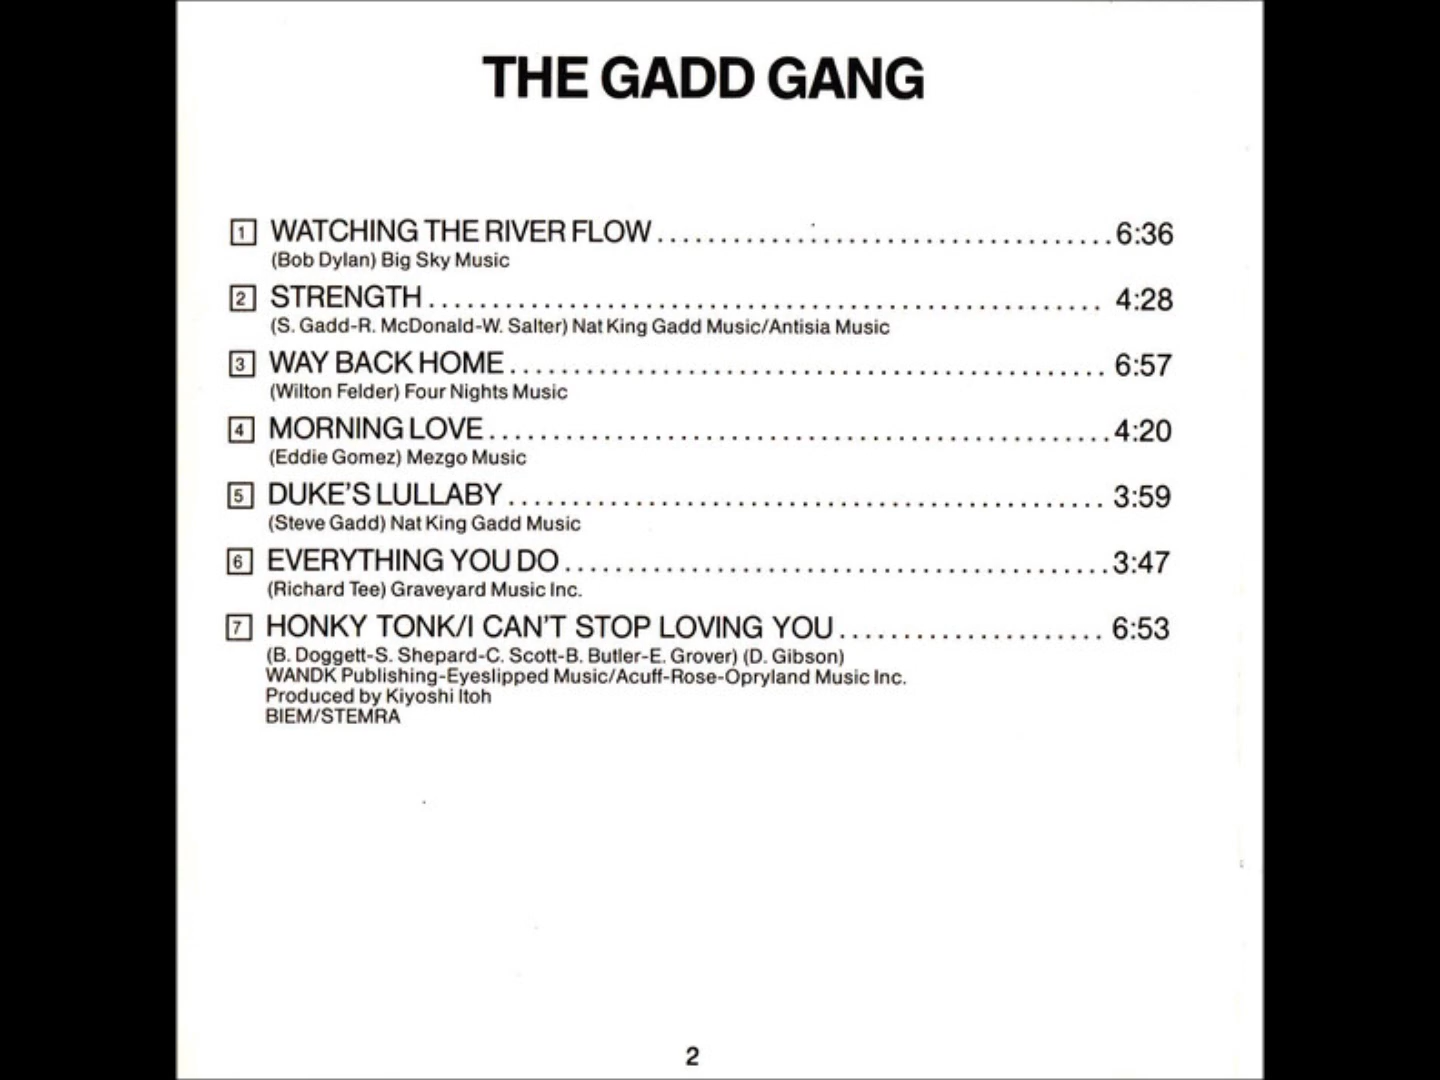 THE GADD GANG
1 WATCHING THE RIVER FLOW.....................................6:36
(Bob Dylan) Big Sky Music
2 STRENGTH...................................................... 4:28
(S. Gadd-R. McDonald-W. Salter) Nat King Gadd Music/Antisia Music
3 WAY BACK HOME................................................ 6:57
(Wilton Felder) Four Nights Music
4 MORNING LOVE..................................................4:20
(Eddie Gomez) Mezgo Music
5 DUKE'S LULLABY................................................ 3:59
(Steve Gadd) Nat King Gadd Music
6 EVERYTHING YOU DO............................................3:47
(Richard Tee) Graveyard Music Inc.
7 HONKY TONK/I CAN'T STOP LOVING YOU..................... 6:53
(B. Doggett-S. Shepard-C. Scott-B. Butler-E. Grover) (D. Gibson)
WANDK Publishing-Eyeslipped Music/Acuff-Rose-Opryland Music Inc.
Produced by Kiyoshi Itoh
BIEM/STEMRA
2